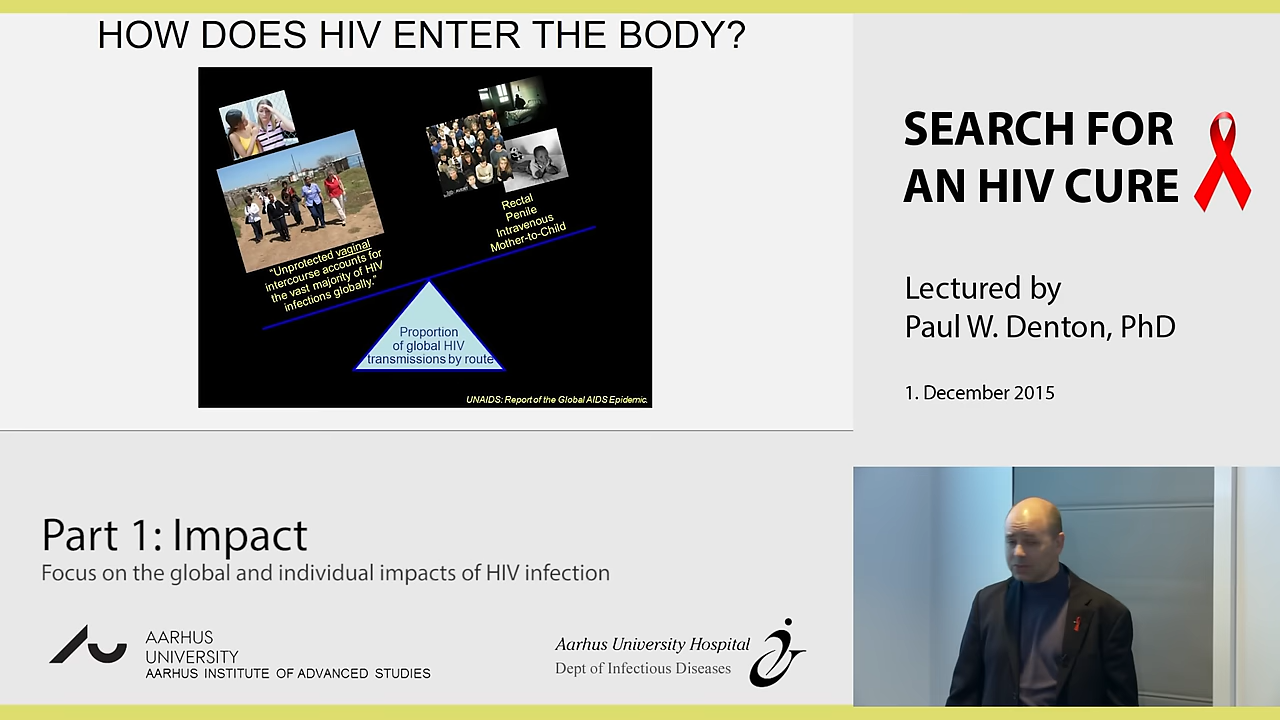 HOW DOES HIV ENTER THE BODY?
"Unprotected vaginal
intercourse accounts for
the vast majority of HIV
infections globally."
Rectal
Penile
Intravenous
Mother-to-Child
Proportion
of global HIV
transmissions by route
UNAIDS: Report of the Global AIDS Epidemic.
SEARCH FOR
AN HIV CURE
Lectured by
Paul W. Denton, PhD
1. December 2015
Part 1: Impact
Focus on the global and individual impacts of HIV infection
AARHUS
UNIVERSITY
AARHUS INSTITUTE OF ADVANCED STUDIES
Aarhus University Hospital
Dept of Infectious Diseases